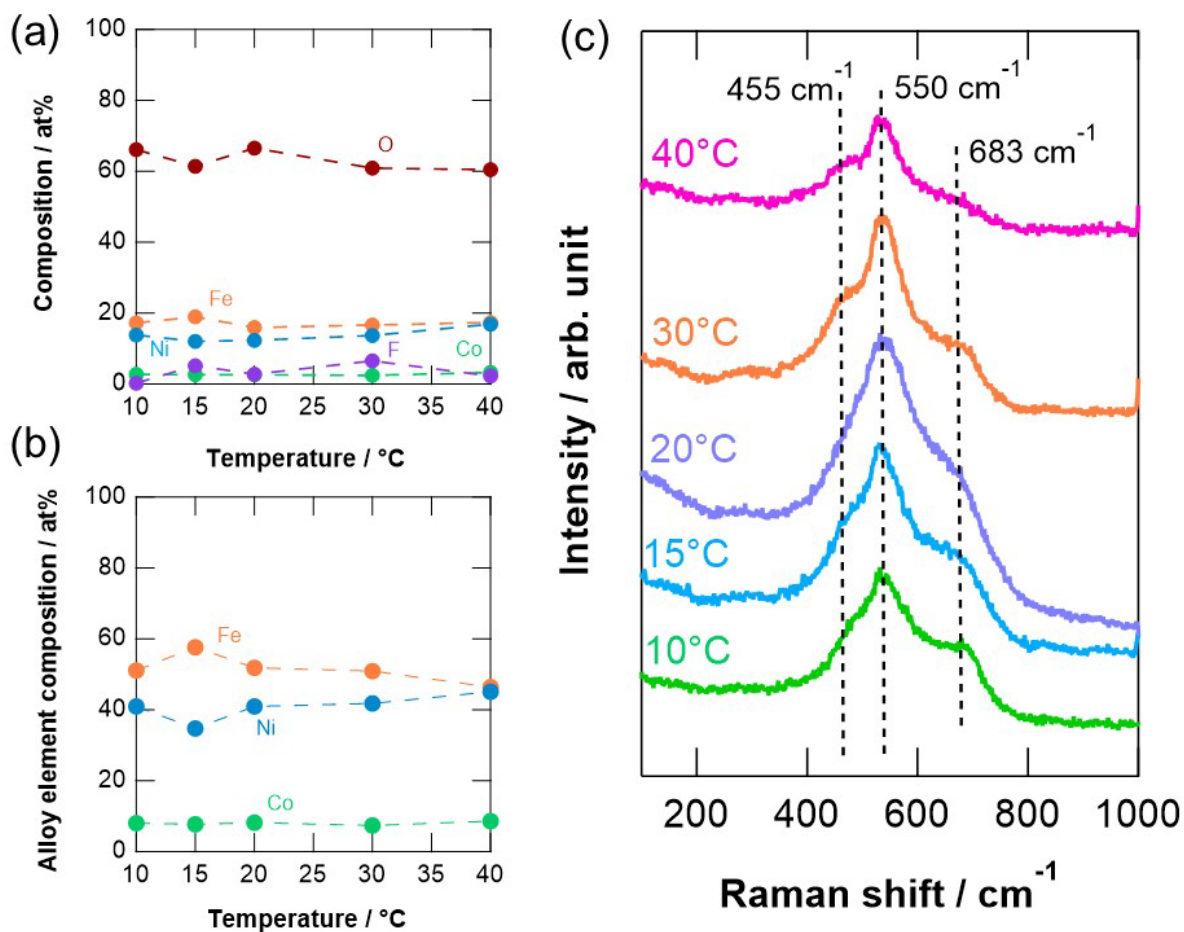 (a)
Composition / at%
100
80
60
40
20
0
O
Fe
Ni
F
Co
10 15 20 25 30 35 40
Temperature / °C
(b)
Alloy element composition / at%
100
80
60
40
20
0
Fe
Ni
Co
10 15 20 25 30 35 40
Temperature / °C
(c)
Intensity / arb. unit
455 cm⁻¹
550 cm⁻¹
683 cm⁻¹
40°C
30°C
20°C
15°C
10°C
200 400 600 800 1000
Raman shift / cm⁻¹